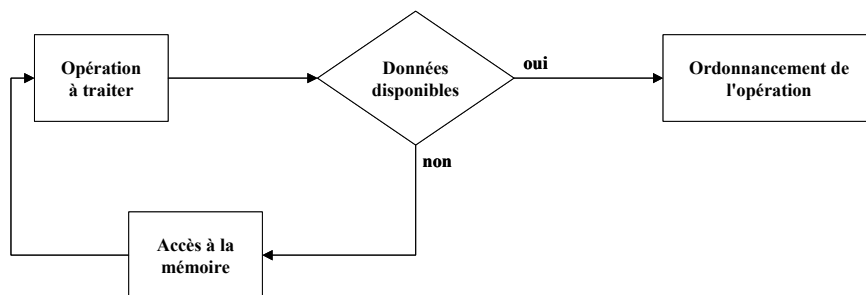 Opération
à traiter
Données
disponibles
oui
Ordonnancement de
l'opération
non
Accès à la
mémoire